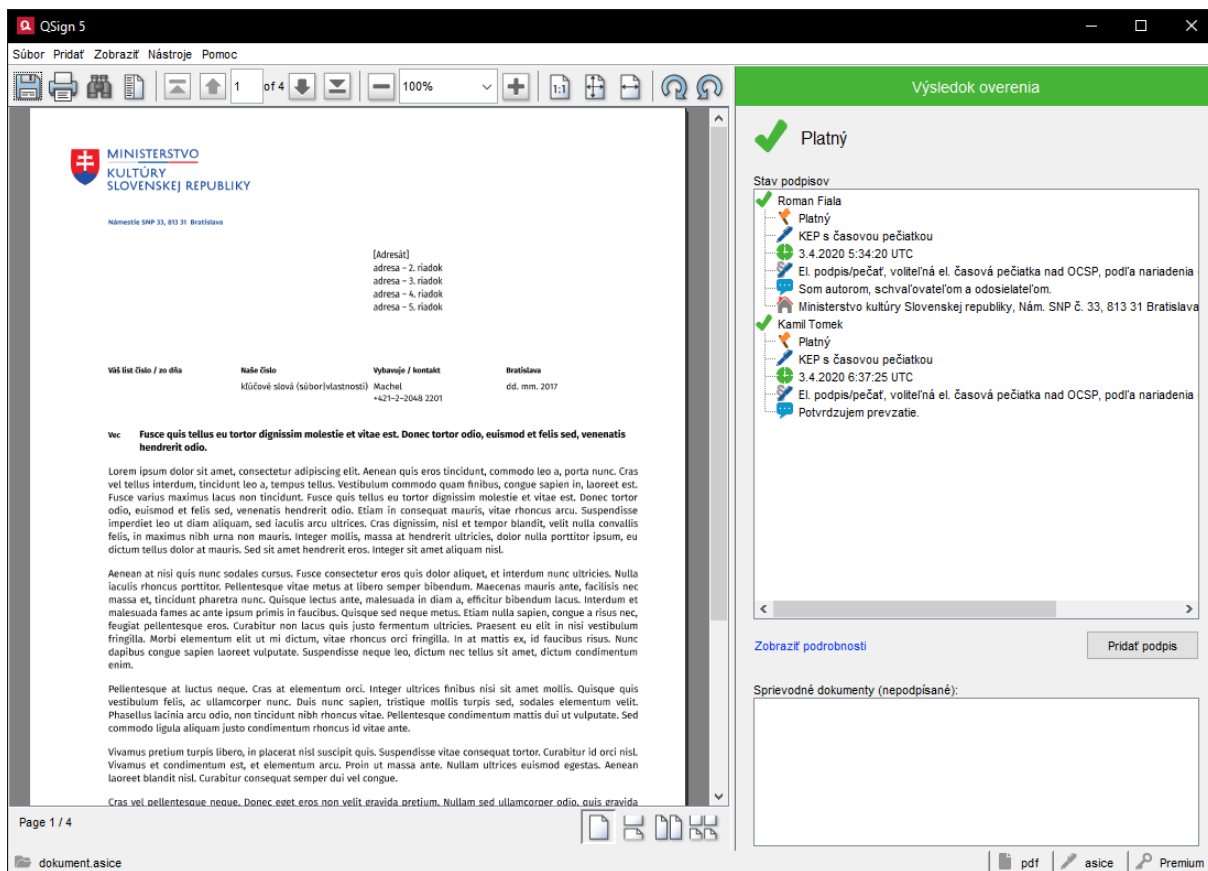 QSign 5
Súbor Pridať Zobraziť Nástroje Pomoc
1 of 4 100% 1:1
MINISTERSTVO
KULTÚRY
SLOVENSKEJ REPUBLIKY
Námestie SNP 33, 813 31 Bratislava
[Adresát]
adresa – 2. riadok
adresa – 3. riadok
adresa – 4. riadok
adresa – 5. riadok
Váš list číslo / zo dňa Naše číslo Vybavuje / kontakt Bratislava
kľúčové slová (súbor|vlastnosti) Machel dd. mm. 2017
+421–2–2048 2201
Vec Fusce quis tellus eu tortor dignissim molestie et vitae est. Donec tortor odio, euismod et felis sed, venenatis
hendrerit odio.
Lorem ipsum dolor sit amet, consectetur adipiscing elit. Aenean quis eros tincidunt, commodo leo a, porta nunc. Cras
vel tellus interdum, tincidunt leo a, tempus tellus. Vestibulum commodo quam finibus, congue sapien in, laoreet est.
Fusce varius maximus lacus non tincidunt. Fusce quis tellus eu tortor dignissim molestie et vitae est. Donec tortor
odio, euismod et felis sed, venenatis hendrerit odio. Etiam in consequat mauris, vitae rhoncus arcu. Suspendisse
imperdiet leo ut diam aliquam, sed iaculis arcu ultrices. Cras dignissim, nisl et tempor blandit, velit nulla convallis
felis, in maximus nibh urna non mauris. Integer mollis, massa at hendrerit ultricies, dolor nulla porttitor ipsum, eu
dictum tellus dolor at mauris. Sed sit amet hendrerit eros. Integer sit amet aliquam nisl.
Aenean at nisi quis nunc sodales cursus. Fusce consectetur eros quis dolor aliquet, et interdum nunc ultricies. Nulla
iaculis rhoncus porttitor. Pellentesque vitae metus at libero semper bibendum. Maecenas mauris ante, facilisis nec
massa et, tincidunt pharetra nunc. Quisque lectus ante, malesuada in diam a, efficitur bibendum lacus. Interdum et
malesuada fames ac ante ipsum primis in faucibus. Quisque sed neque metus. Etiam nulla sapien, congue a risus nec,
feugiat pellentesque eros. Curabitur non lacus quis justo fermentum ultricies. Praesent eu elit in nisi vestibulum
fringilla. Morbi elementum elit ut mi dictum, vitae rhoncus orci fringilla. In at mattis ex, id faucibus risus. Nunc
dapibus congue sapien laoreet vulputate. Suspendisse neque leo, dictum nec tellus sit amet, dictum condimentum
enim.
Pellentesque at luctus neque. Cras at elementum orci. Integer ultrices finibus nisi sit amet mollis. Quisque quis
vestibulum felis, ac ullamcorper nunc. Duis nunc sapien, tristique mollis turpis sed, sodales elementum velit.
Phasellus lacinia arcu odio, non tincidunt nibh rhoncus vitae. Pellentesque condimentum mattis dui ut vulputate. Sed
commodo ligula aliquam justo condimentum rhoncus id vitae ante.
Vivamus pretium turpis libero, in placerat nisl suscipit quis. Suspendisse vitae consequat tortor. Curabitur id orci nisl.
Vivamus et condimentum est, et elementum arcu. Proin ut massa ante. Nullam ultrices euismod egestas. Aenean
laoreet blandit nisl. Curabitur consequat semper dui vel congue.
Cras vel pellentesque neque. Donec eget eros non velit gravida pretium. Nullam sed ullamcorper odio, quis gravida
Page 1 / 4
dokument.asice
Výsledok overenia
Platný
Stav podpisov
Roman Fiala
Platný
KEP s časovou pečiatkou
3.4.2020 5:34:20 UTC
El. podpis/pečať, voliteľná el. časová pečiatka nad OCSP, podľa nariadenia
Som autorom, schvaľovateľom a odosielateľom.
Ministerstvo kultúry Slovenskej republiky, Nám. SNP č. 33, 813 31 Bratislava
Kamil Tomek
Platný
KEP s časovou pečiatkou
3.4.2020 6:37:25 UTC
El. podpis/pečať, voliteľná el. časová pečiatka nad OCSP, podľa nariadenia
Potvrdzujem prevzatie.
Zobraziť podrobnosti Pridať podpis
Sprievodné dokumenty (nepodpísané):
pdf asice Premium